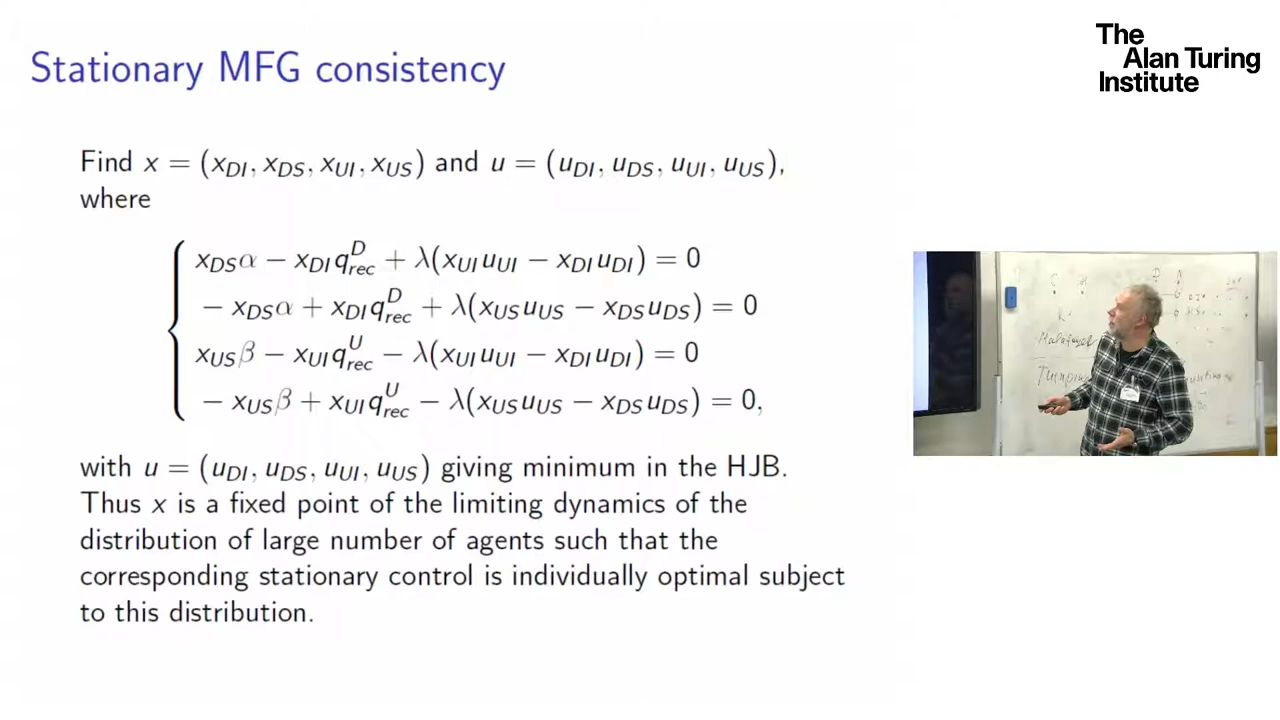 Stationary MFG consistency
The
Alan Turing
Institute
Find x = (x_{DI}, x_{DS}, x_{UI}, x_{US}) and u = (u_{DI}, u_{DS}, u_{UI}, u_{US}),
where
x_{DS}α − x_{DI}q^D_{rec} + λ(x_{UI}u_{UI} − x_{DI}u_{DI}) = 0
− x_{DS}α + x_{DI}q^D_{rec} + λ(x_{US}u_{US} − x_{DS}u_{DS}) = 0
x_{US}β − x_{UI}q^U_{rec} − λ(x_{UI}u_{UI} − x_{DI}u_{DI}) = 0
− x_{US}β + x_{UI}q^U_{rec} − λ(x_{US}u_{US} − x_{DS}u_{DS}) = 0,
with u = (u_{DI}, u_{DS}, u_{UI}, u_{US}) giving minimum in the HJB.
Thus x is a fixed point of the limiting dynamics of the
distribution of large number of agents such that the
corresponding stationary control is individually optimal subject
to this distribution.